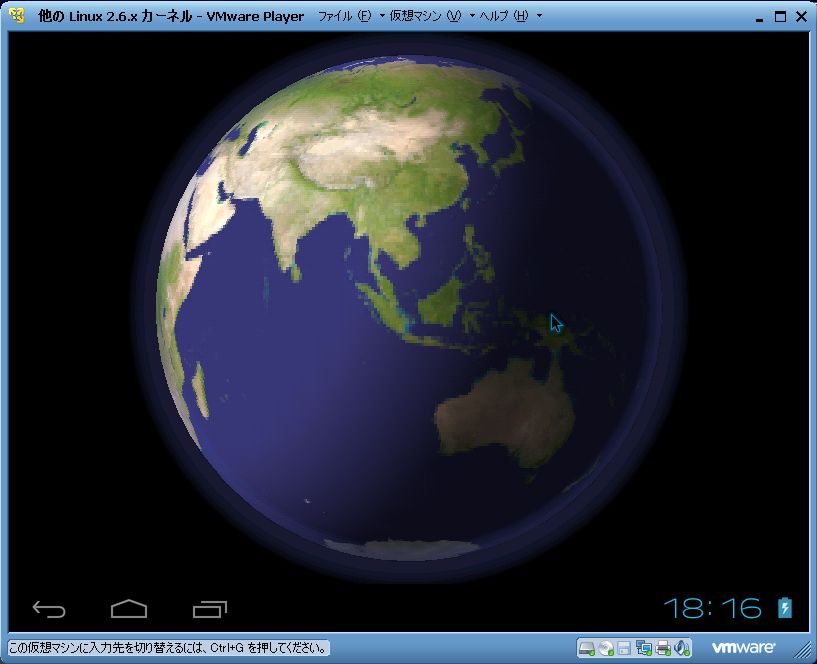 他の Linux 2.6.x カーネル - VMware Player ファイル (F) 仮想マシン (V) ヘルプ (H)
18:16
この仮想マシンに入力先を切り替えるには、Ctrl+G を押してください。 vmware